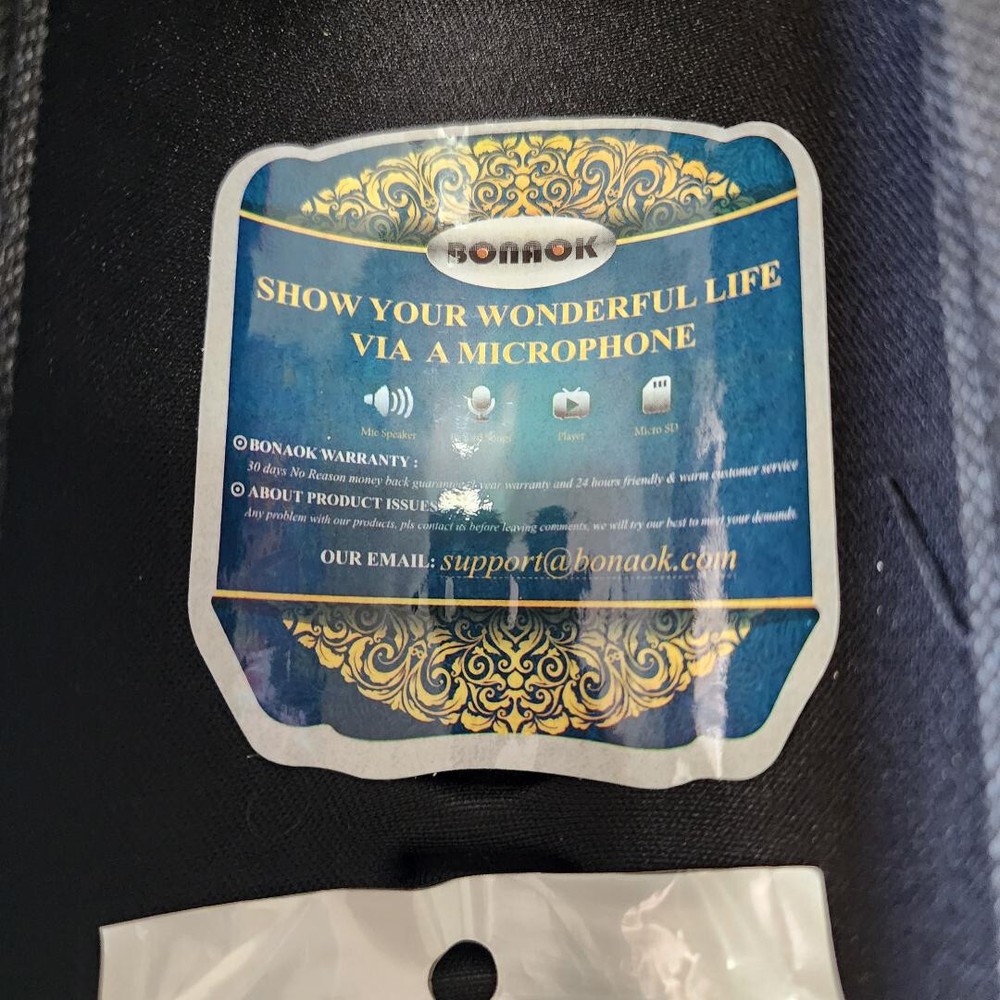 BONAOK
SHOW YOUR WONDERFUL LIFE
VIA A MICROPHONE
Mic Speaker Player Micro SD
BONAOK WARRANTY :
30 days No Reason money back year warranty and 24 hours friendly & warm customer service
ABOUT PRODUCT ISSUES
Any problem with our products, pls contact us before leaving comments, we will try our best to meet your demands.
OUR EMAIL: support@bonaok.com